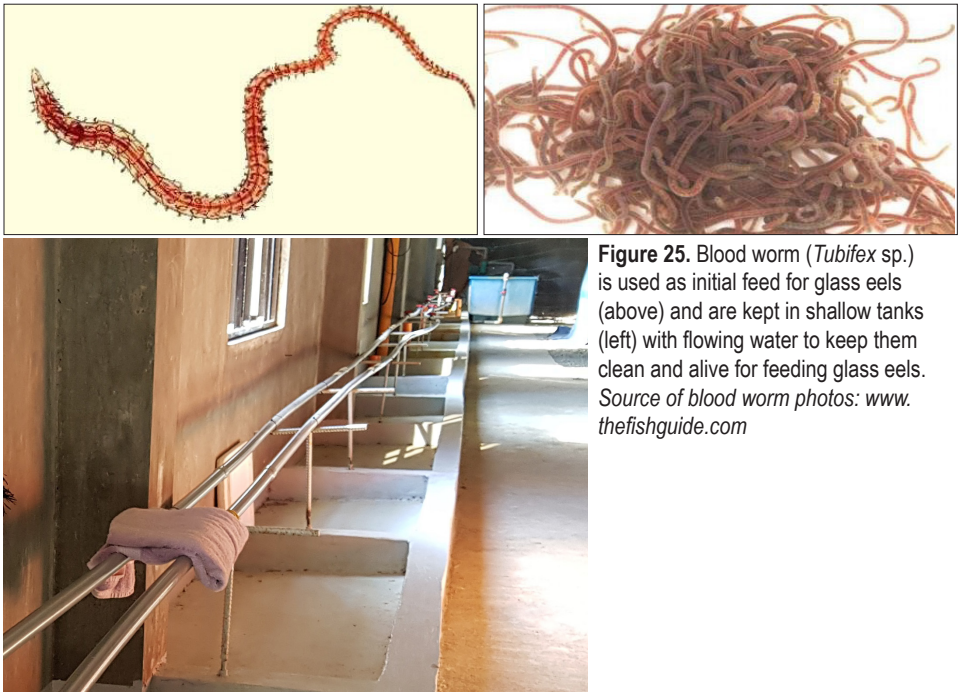 Figure 25. Blood worm (Tubifex sp.)
is used as initial feed for glass eels
(above) and are kept in shallow tanks
(left) with flowing water to keep them
clean and alive for feeding glass eels.
Source of blood worm photos: www.
thefishguide.com